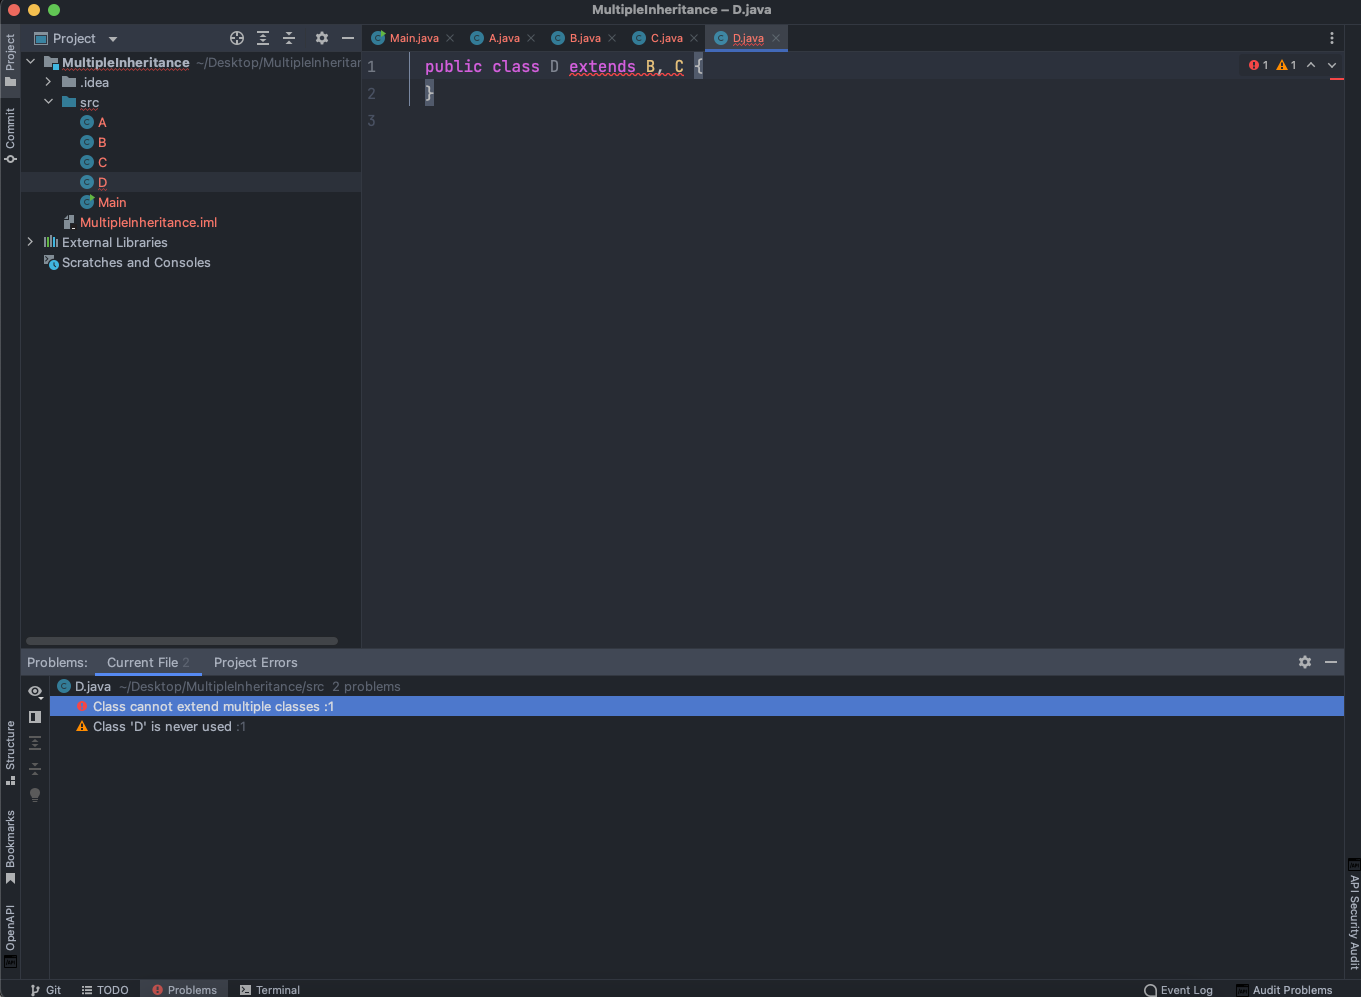 MultipleInheritance – D.java
Project
Main.java
A.java
B.java
C.java
D.java
MultipleInheritance ~/Desktop/MultipleInheritar
.idea
src
A
B
C
D
Main
MultipleInheritance.iml
External Libraries
Scratches and Consoles
1 public class D extends B, C {
2 }
3
1 1
Project
Commit
Structure
Bookmarks
OpenAPI
API Security Audit
Problems: Current File 2 Project Errors
D.java ~/Desktop/MultipleInheritance/src 2 problems
Class cannot extend multiple classes :1
Class 'D' is never used :1
Git TODO Problems Terminal Event Log Audit Problems